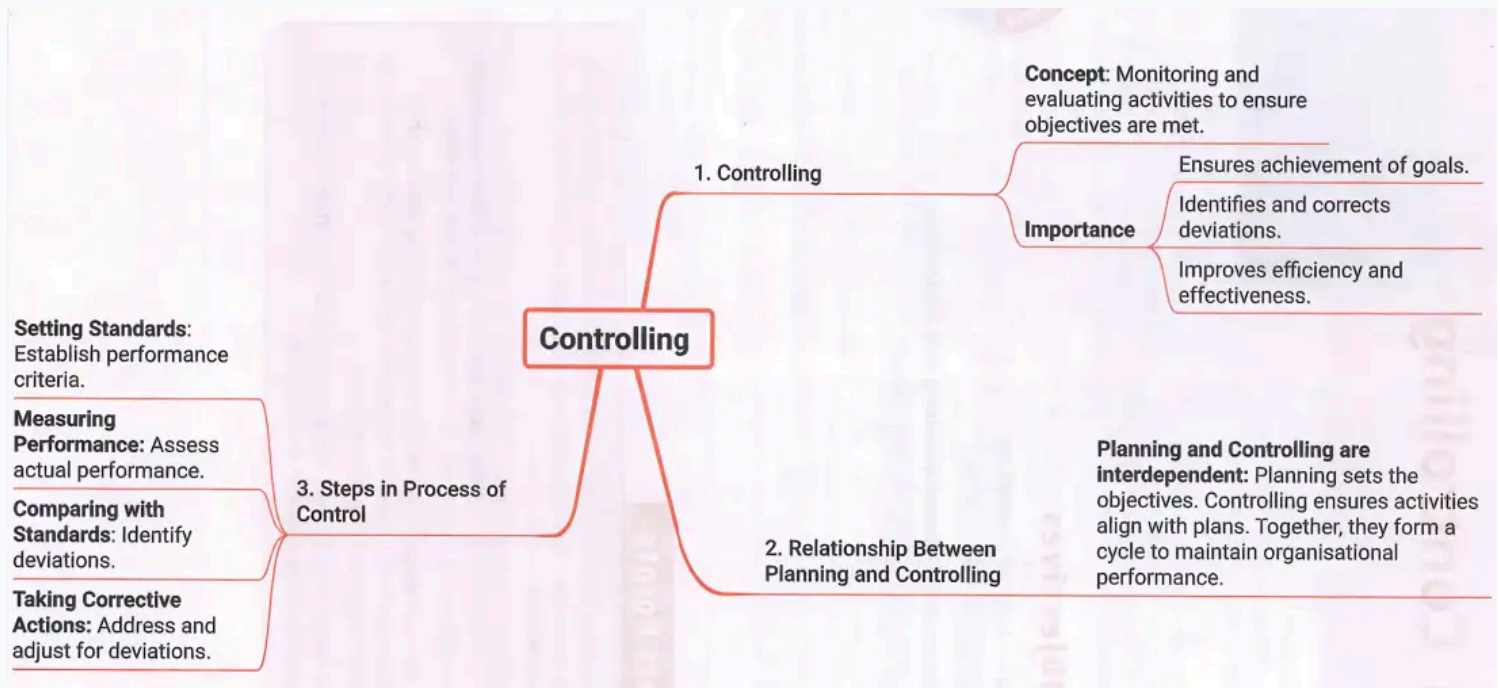 Controlling
1. Controlling
Concept: Monitoring and
evaluating activities to ensure
objectives are met.
Importance
Ensures achievement of goals.
Identifies and corrects
deviations.
Improves efficiency and
effectiveness.
2. Relationship Between
Planning and Controlling
Planning and Controlling are
interdependent: Planning sets the
objectives. Controlling ensures activities
align with plans. Together, they form a
cycle to maintain organisational
performance.
3. Steps in Process of
Control
Setting Standards:
Establish performance
criteria.
Measuring
Performance: Assess
actual performance.
Comparing with
Standards: Identify
deviations.
Taking Corrective
Actions: Address and
adjust for deviations.